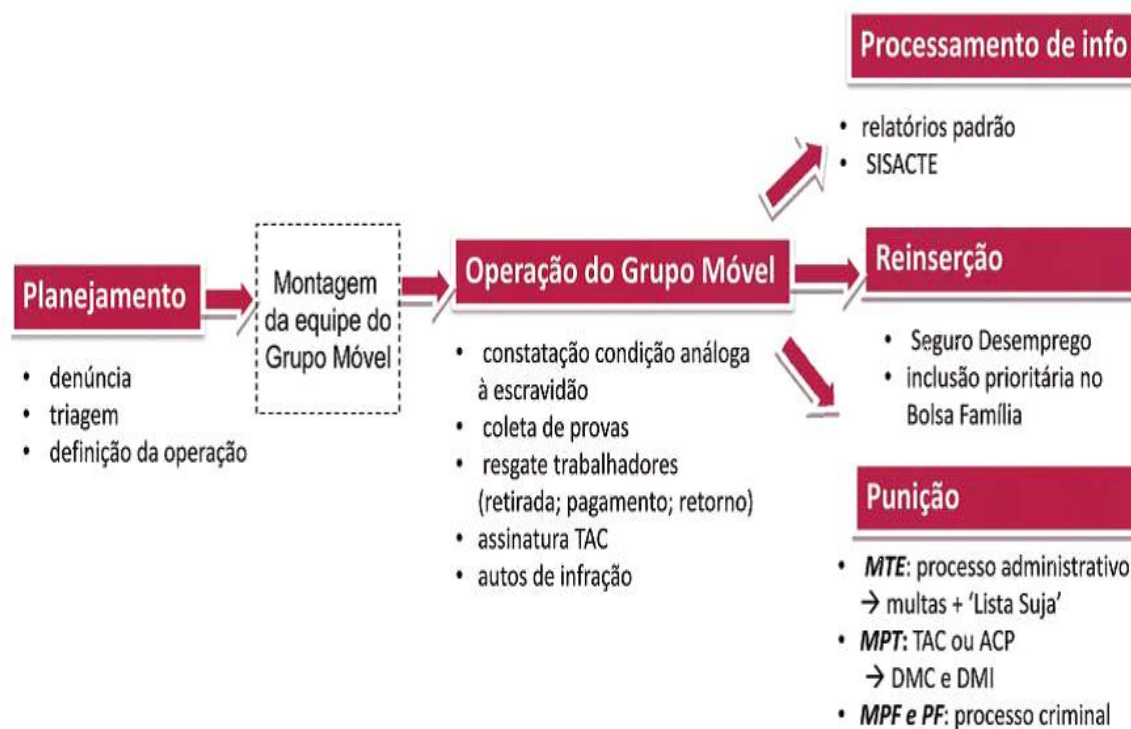 Planejamento
• denúncia
• triagem
• definição da operação
Montagem
da equipe do
Grupo Móvel
Operação do Grupo Móvel
• constatação condição análoga
à escravidão
• coleta de provas
• resgate trabalhadores
(retirada; pagamento; retorno)
• assinatura TAC
• autos de infração
Processamento de info
• relatórios padrão
• SISACTE
Reinserção
• Seguro Desemprego
• inclusão prioritária no
Bolsa Família
Punição
• MTE: processo administrativo
→ multas + ‘Lista Suja’
• MPT: TAC ou ACP
→ DMC e DMI
• MPF e PF: processo criminal